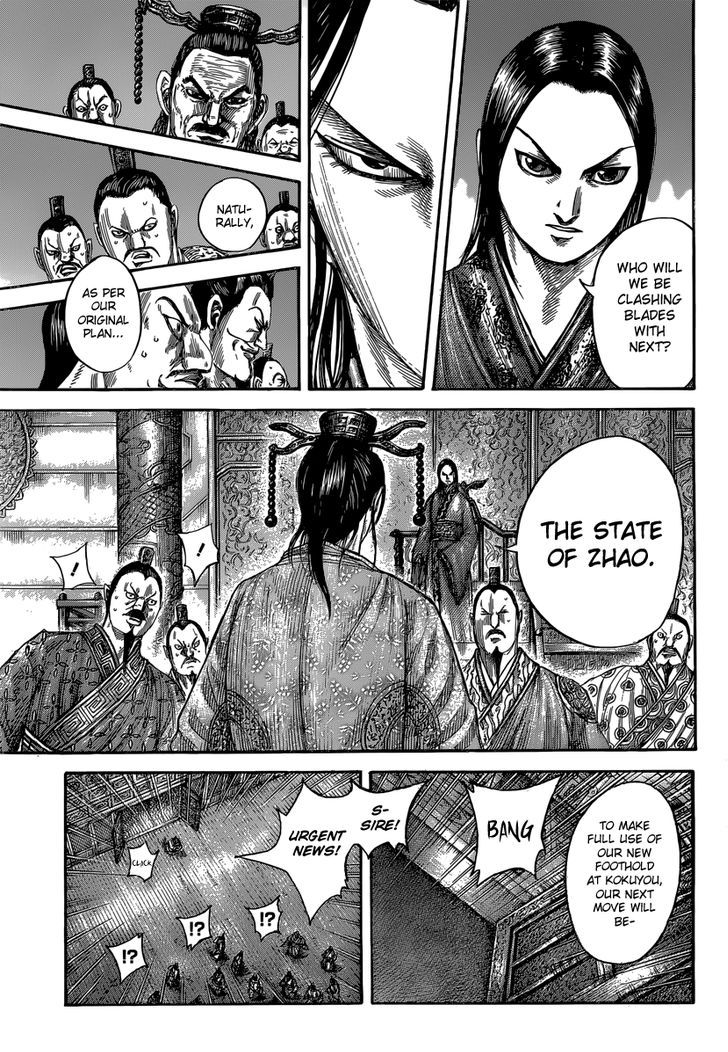 WHO WILL
WE BE
CLASHING
BLADES
WITH
NEXT?
NATU-
RALLY,
AS PER
OUR
ORIGINAL
PLAN...
THE STATE
OF ZHAO.
!
!
TO MAKE
FULL USE OF
OUR NEW
FOOTHOLD
AT KOKUYOU,
OUR NEXT
MOVE WILL
BE-
BANG
S-
SIRE!
URGENT
NEWS!
CLACK
!?
!?
!?